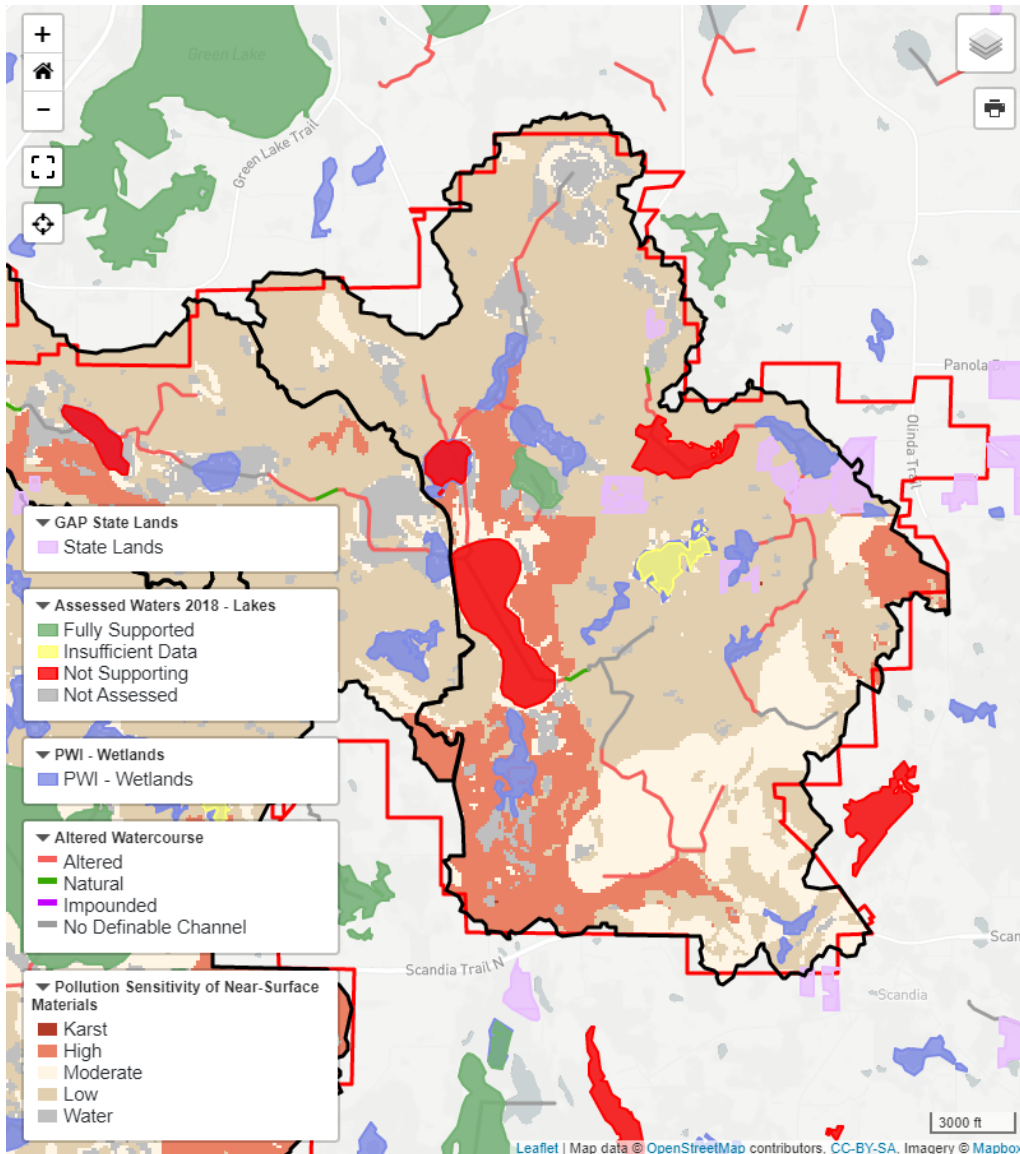 Green Lake
Green Lake Trail
Panola Dr
Olinda Trail
GAP State Lands
State Lands
Assessed Waters 2018 - Lakes
Fully Supported
Insufficient Data
Not Supporting
Not Assessed
PWI - Wetlands
PWI - Wetlands
Altered Watercourse
Altered
Natural
Impounded
No Definable Channel
Scandia Trail N
Scan
Scandia
Pollution Sensitivity of Near-Surface
Materials
Karst
High
Moderate
Low
Water
3000 ft
Leaflet | Map data © OpenStreetMap contributors, CC-BY-SA, Imagery © Mapbox